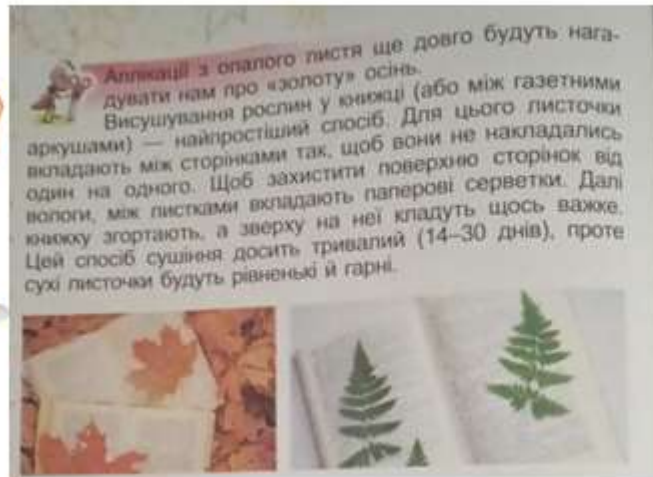 Аплікації з опалого листя ще довго будуть нага-
дувати нам про «золоту» осінь.
Висушування рослин у книжці (або між газетними
аркушами) — найпростіший спосіб. Для цього листочки
вкладають між сторінками так, щоб вони не накладались
один на одного. Щоб захистити поверхню сторінок від
вологи, між листками вкладають паперові серветки. Далі
книжку згортають, а зверху на неї кладуть щось важке.
Цей спосіб сушіння досить тривалий (14–30 днів), проте
сухі листочки будуть рівненькі й гарні.